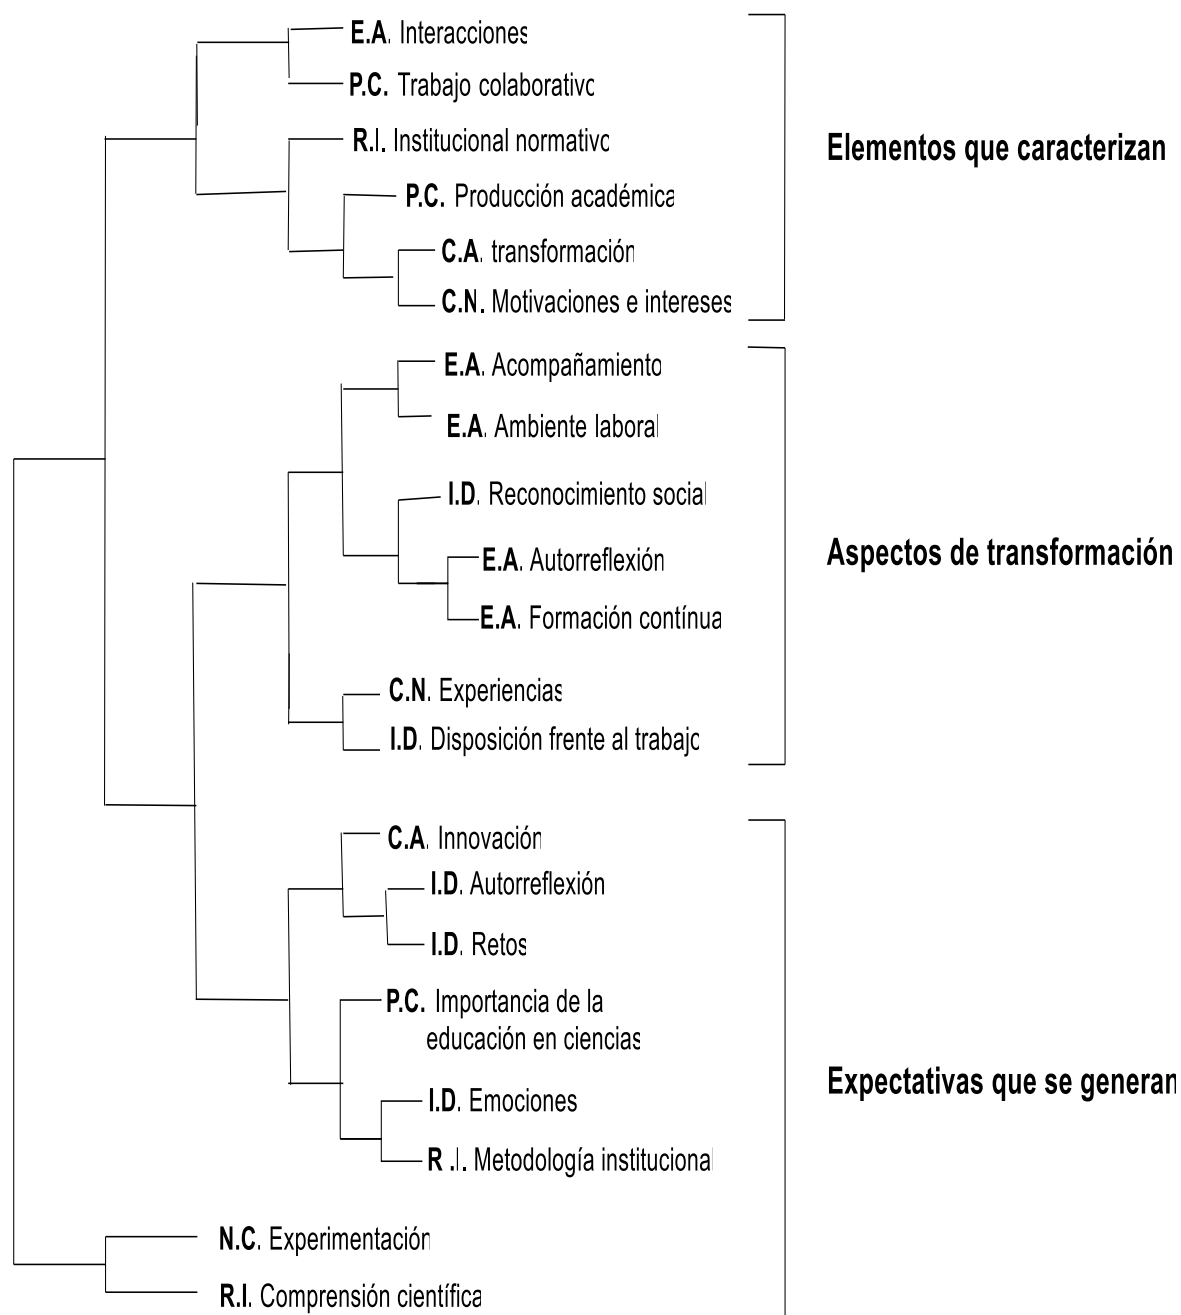 E.A. Interacciones
P.C. Trabajo colaborativo
R.I. Institucional normativo
P.C. Producción académica
C.A. transformación
C.N. Motivaciones e intereses
Elementos que caracterizan
E.A. Acompañamiento
E.A. Ambiente laboral
I.D. Reconocimiento social
E.A. Autorreflexión
E.A. Formación contínua
C.N. Experiencias
I.D. Disposición frente al trabajo
Aspectos de transformación
C.A. Innovación
I.D. Autorreflexión
I.D. Retos
P.C. Importancia de la
educación en ciencias
I.D. Emociones
R .I. Metodología institucional
N.C. Experimentación
R.I. Comprensión científica
Expectativas que se generan